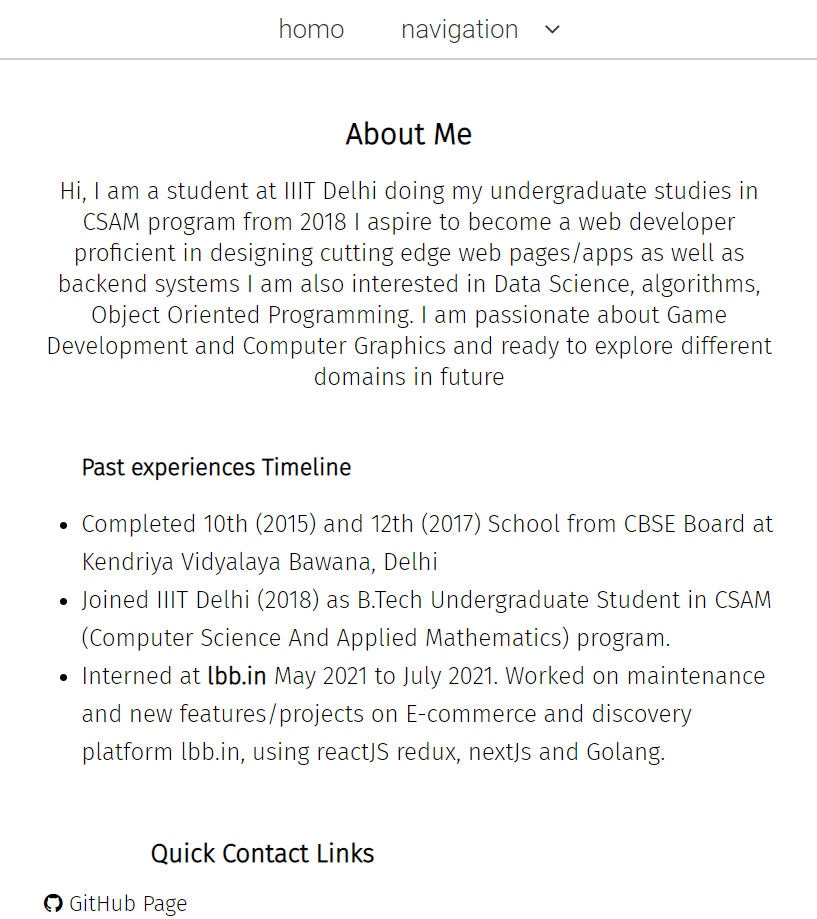 homo navigation
About Me
Hi, I am a student at IIIT Delhi doing my undergraduate studies in
CSAM program from 2018 I aspire to become a web developer
proficient in designing cutting edge web pages/apps as well as
backend systems I am also interested in Data Science, algorithms,
Object Oriented Programming. I am passionate about Game
Development and Computer Graphics and ready to explore different
domains in future
Past experiences Timeline
• Completed 10th (2015) and 12th (2017) School from CBSE Board at
Kendriya Vidyalaya Bawana, Delhi
• Joined IIIT Delhi (2018) as B.Tech Undergraduate Student in CSAM
(Computer Science And Applied Mathematics) program.
• Interned at lbb.in May 2021 to July 2021. Worked on maintenance
and new features/projects on E-commerce and discovery
platform lbb.in, using reactJS redux, nextJs and Golang.
Quick Contact Links
GitHub Page